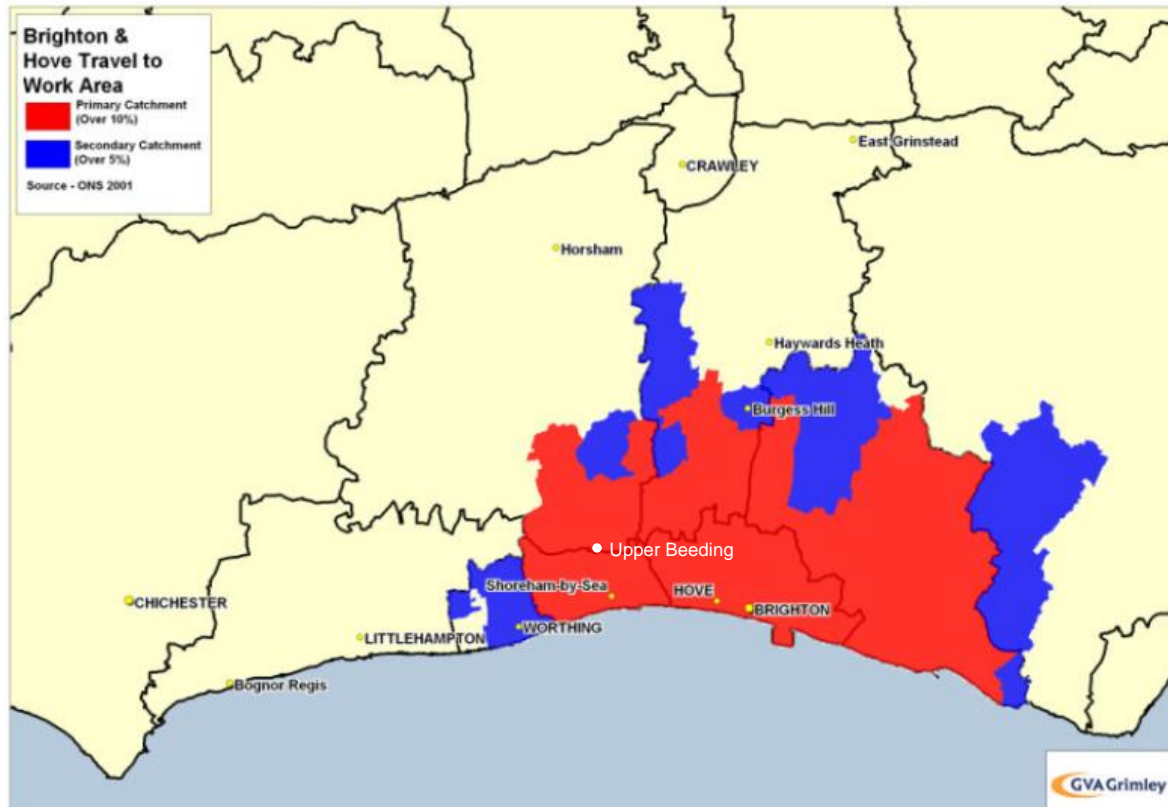 Brighton &
Hove Travel to
Work Area
Primary Catchment
(Over 10%)
Secondary Catchment
(Over 5%)
Source - ONS 2001
East Grinstead
CRAWLEY
Horsham
Haywards Heath
Burgess Hill
Upper Beeding
Shoreham-by-Sea
HOVE
CHICHESTER
BRIGHTON
WORTHING
LITTLEHAMPTON
Bognor Regis
GVA Grimley